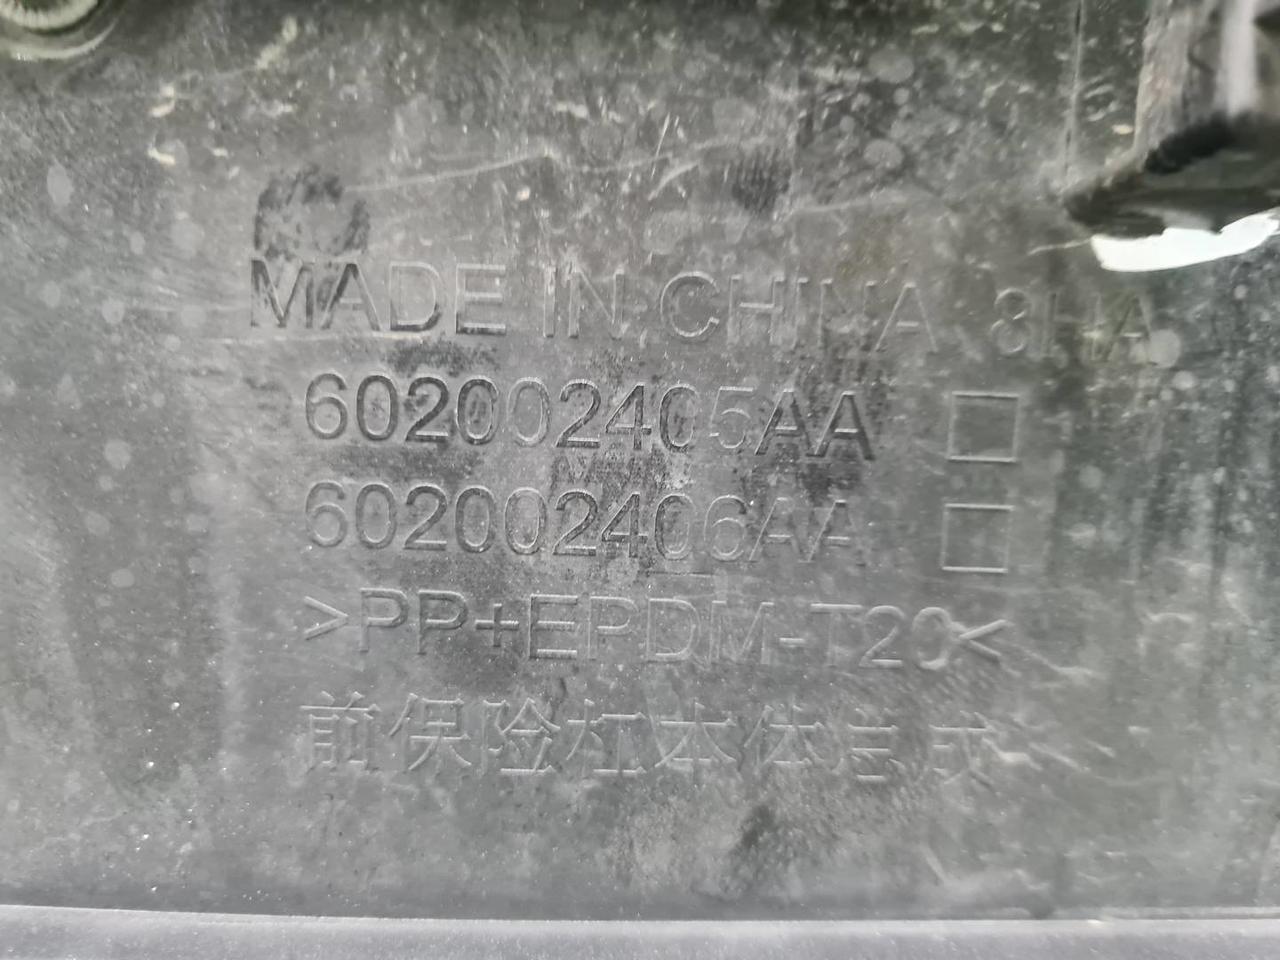 MADE IN CHINA 8HA
602002405AA □
602002406AA □
>PP+EPDM-T20<
前保险杠本体总成